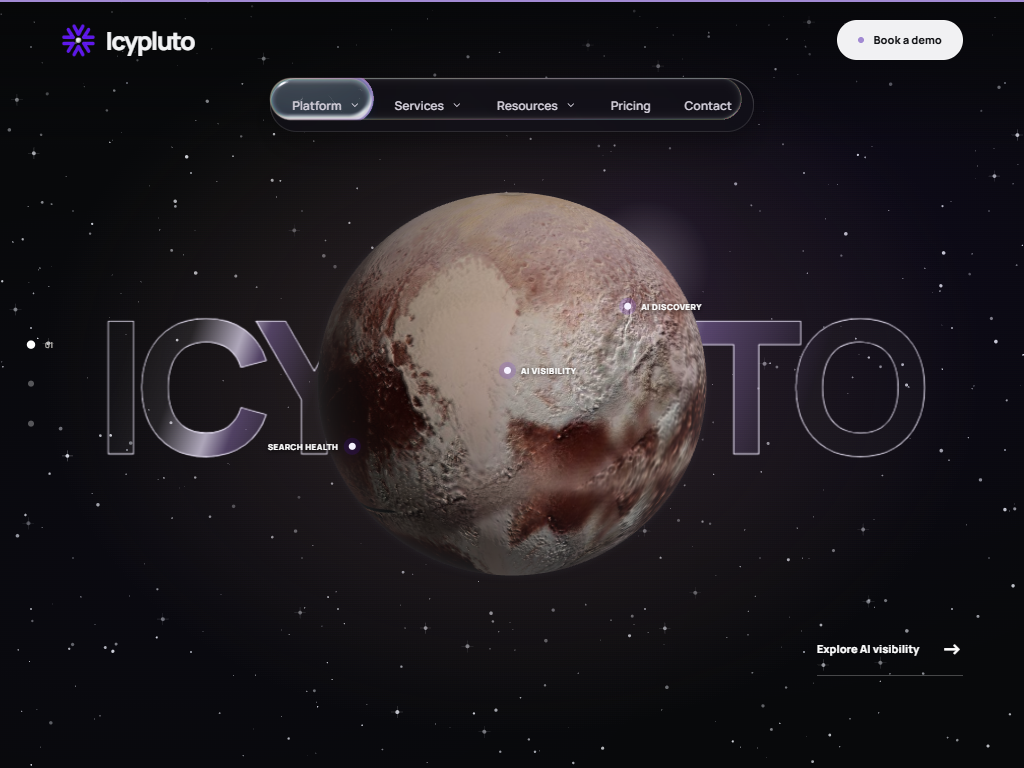 Icypluto
Book a demo
Platform
Services
Resources
Pricing
Contact
AI DISCOVERY
ICY TO
01
AI VISIBILITY
SEARCH HEALTH
Explore AI visibility